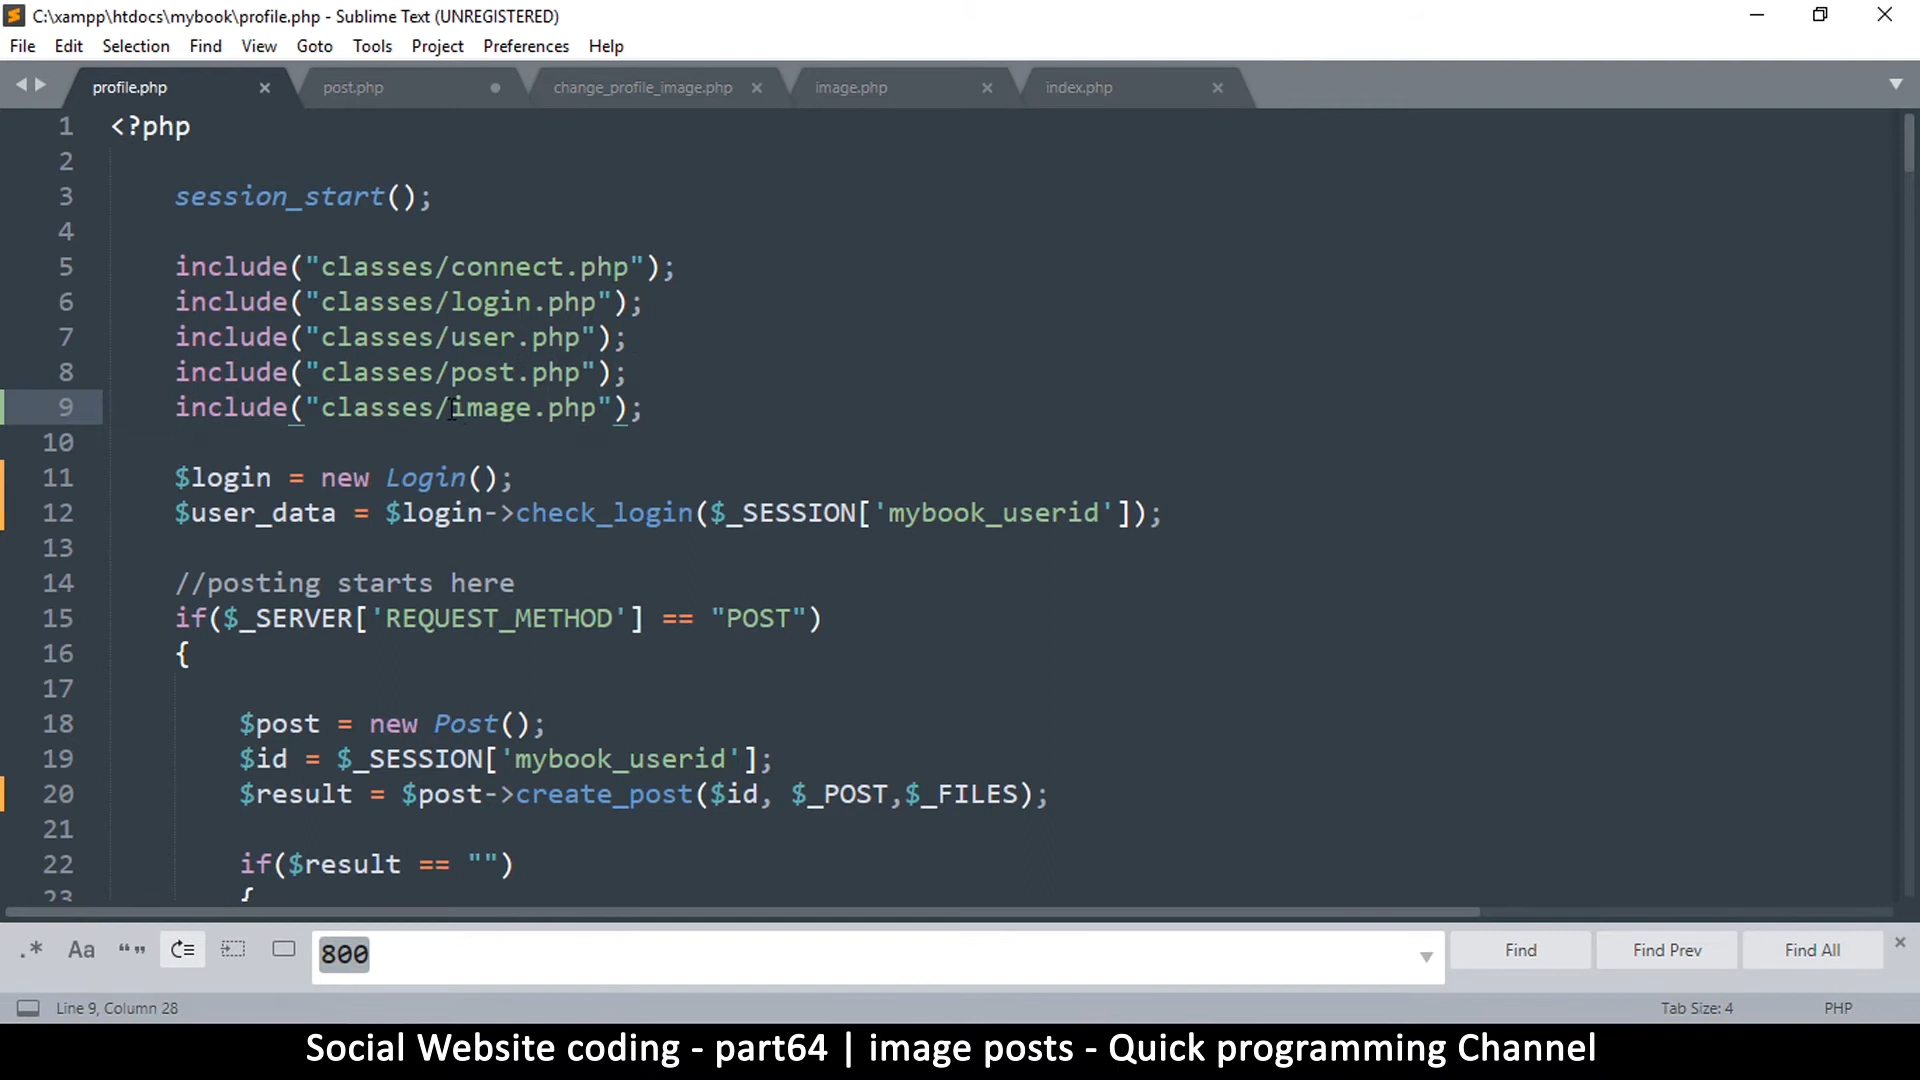 C:\xampp\htdocs\mybook\profile.php - Sublime Text (UNREGISTERED)
File Edit Selection Find View Goto Tools Project Preferences Help
profile.php × post.php change_profile_image.php × image.php × index.php ×
1 <?php
2
3 session_start();
4
5 include("classes/connect.php");
6 include("classes/login.php");
7 include("classes/user.php");
8 include("classes/post.php");
9 include("classes/image.php");
10
11 $login = new Login();
12 $user_data = $login->check_login($_SESSION['mybook_userid']);
13
14 //posting starts here
15 if($_SERVER['REQUEST_METHOD'] == "POST")
16 {
17
18 $post = new Post();
19 $id = $_SESSION['mybook_userid'];
20 $result = $post->create_post($id, $_POST,$_FILES);
21
22 if($result == "")
23 {
.* Aa “” 800 Find Find Prev Find All ×
Line 9, Column 28 Tab Size: 4 PHP
Social Website coding - part64 | image posts - Quick programming Channel